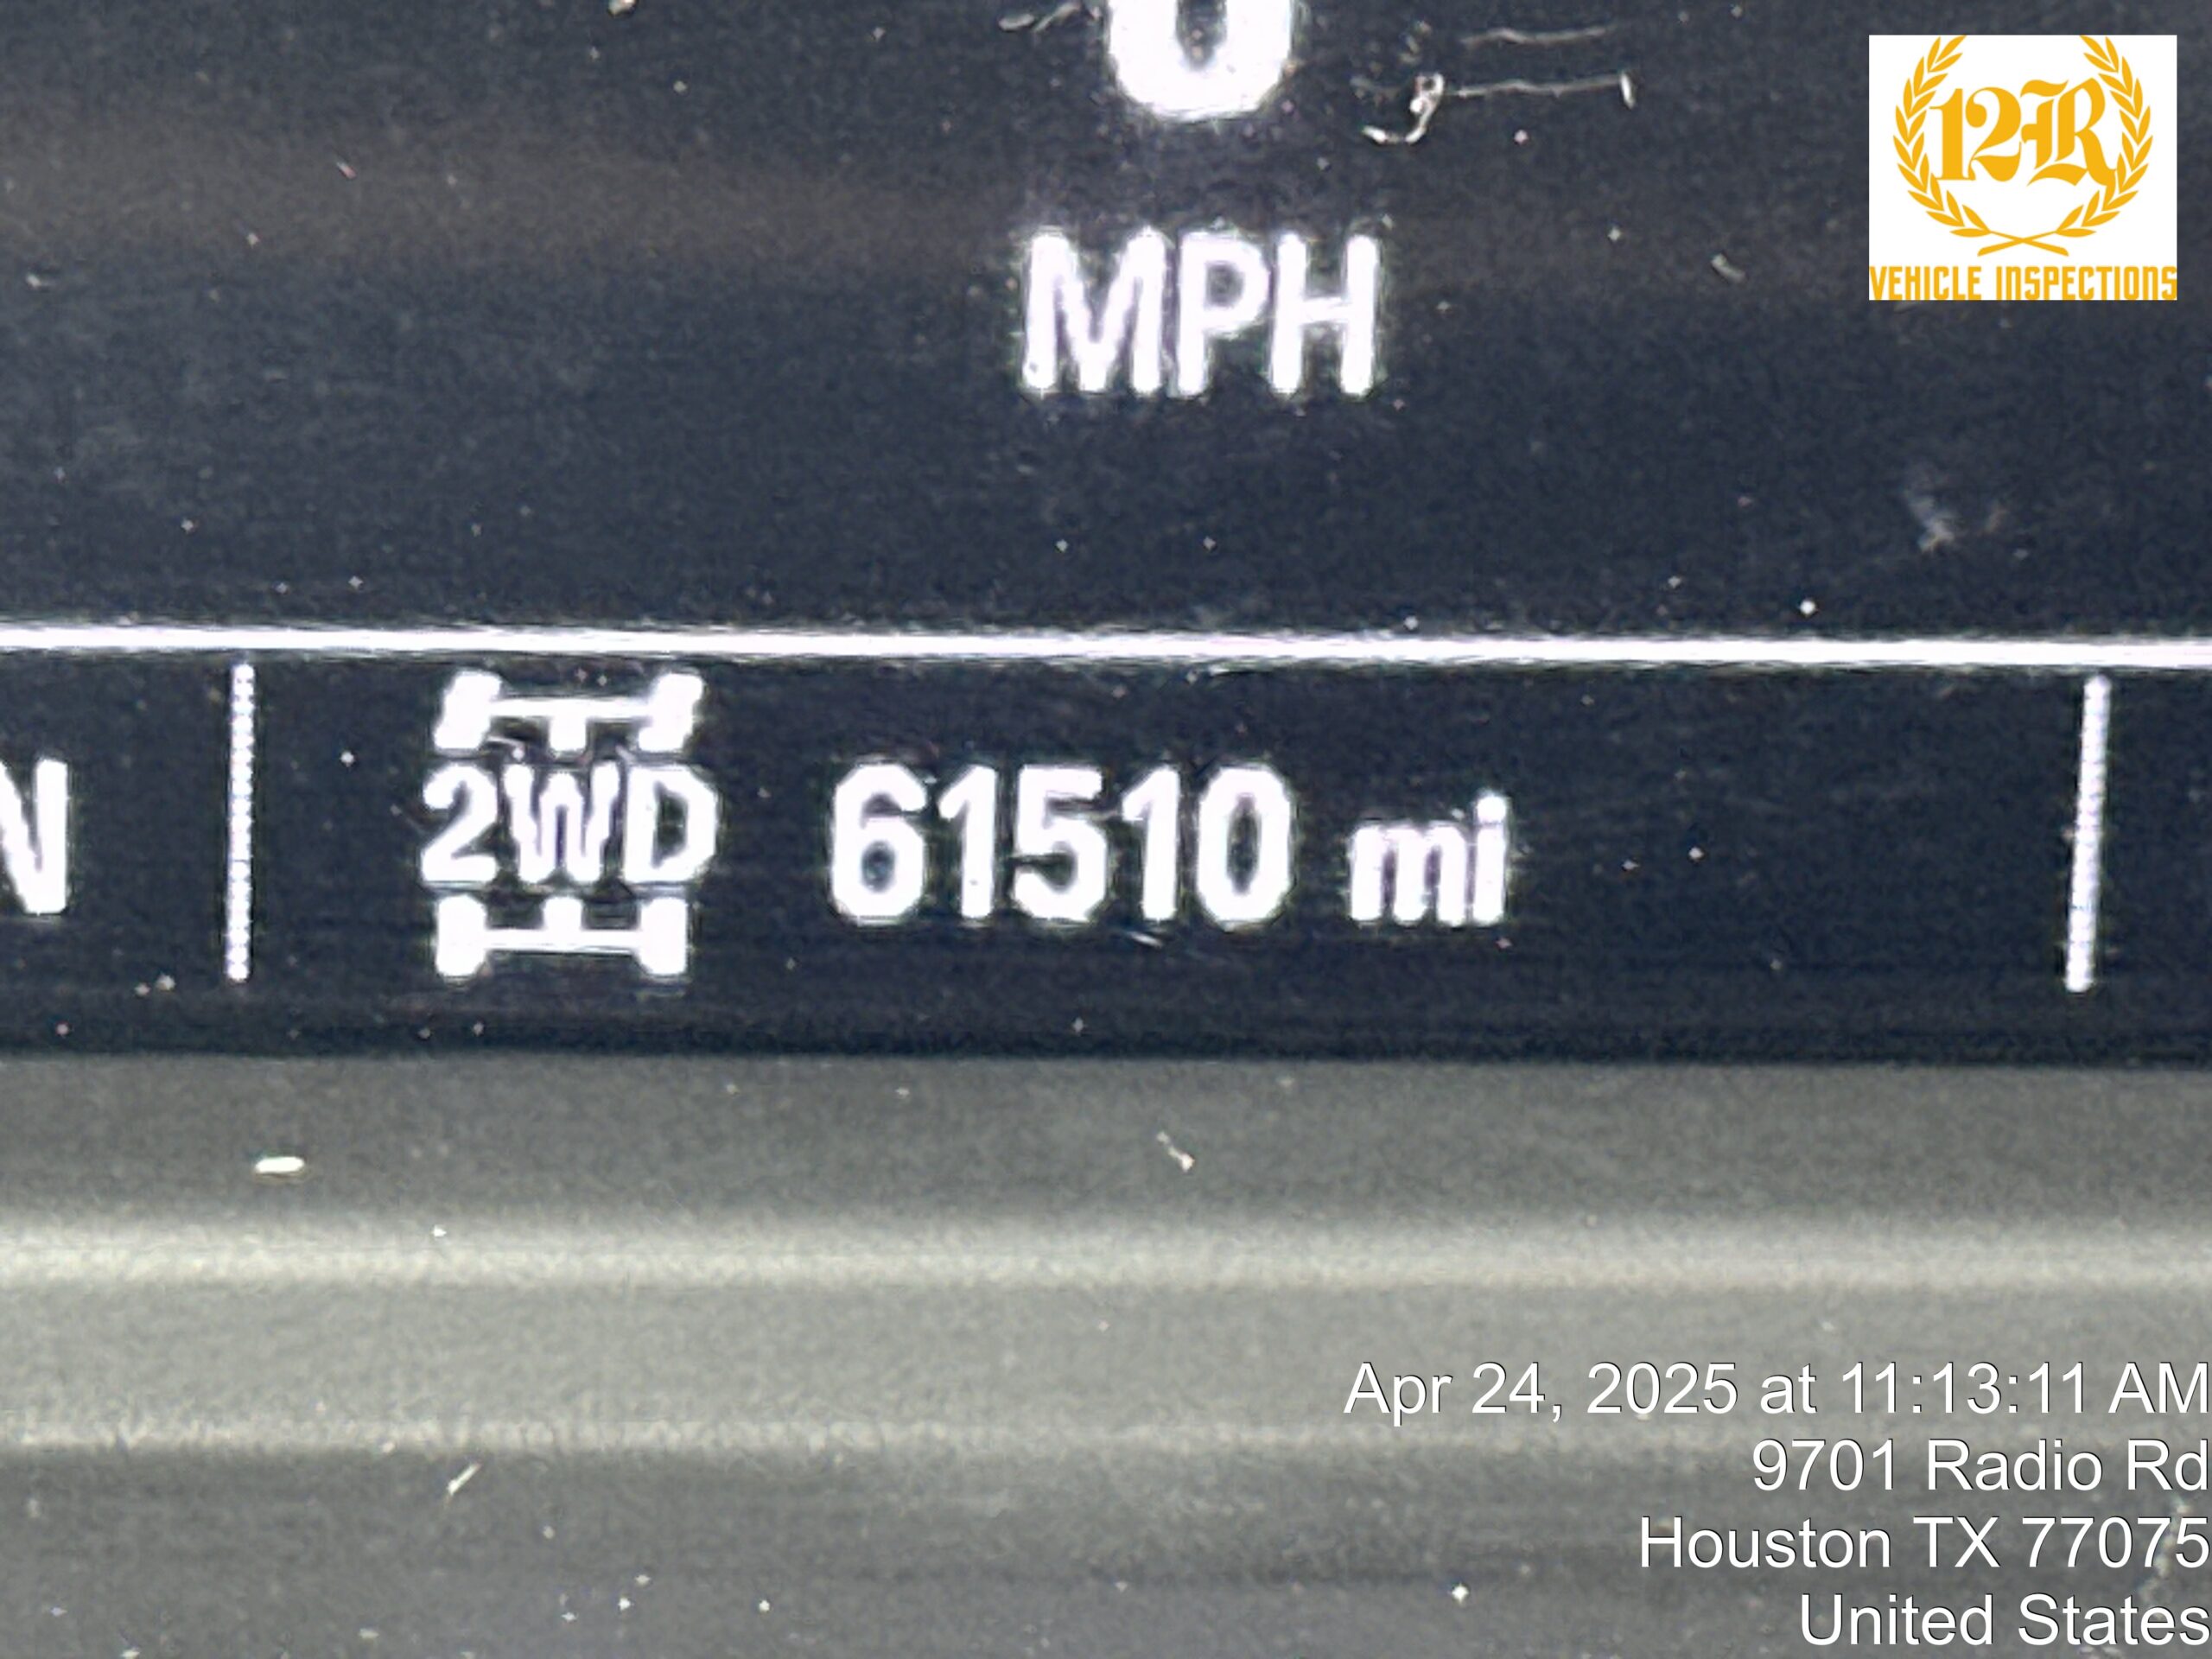 0
12R
VEHICLE INSPECTIONS
MPH
N
2WD 61510 mi
Apr 24, 2025 at 11:13:11 AM
9701 Radio Rd
Houston TX 77075
United States